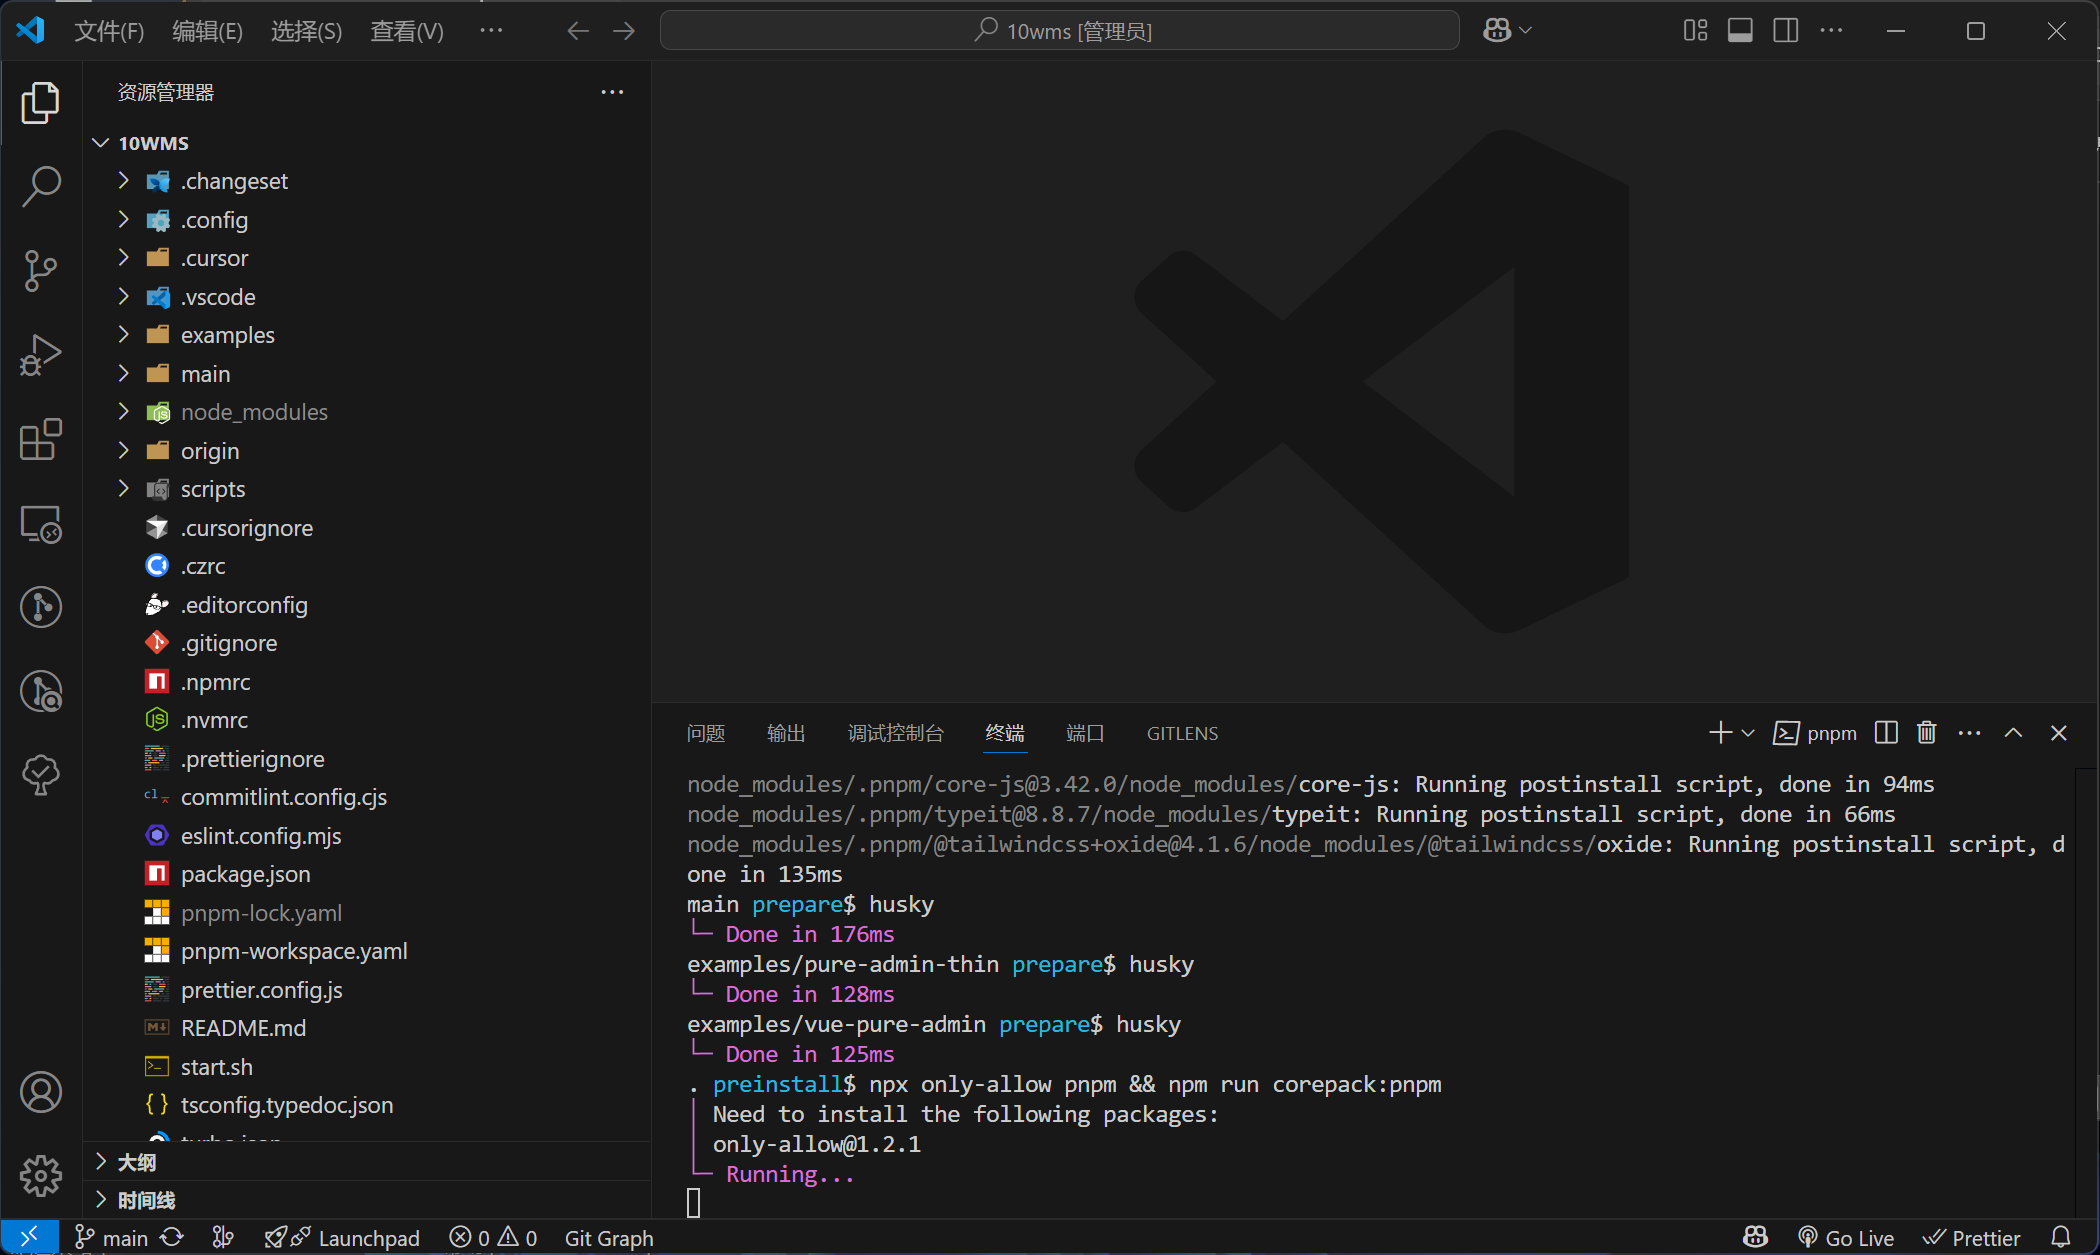 文件(F) 编辑(E) 选择(S) 查看(V) ··· 10wms [管理员]
资源管理器
10WMS
.changeset
.config
.cursor
.vscode
examples
main
node_modules
origin
scripts
.cursorignore
.czrc
.editorconfig
.gitignore
.npmrc
.nvmrc
.prettierignore
commitlint.config.cjs
eslint.config.mjs
package.json
pnpm-lock.yaml
pnpm-workspace.yaml
prettier.config.js
README.md
start.sh
tsconfig.typedoc.json
turbo.json
大纲
时间线
问题 输出 调试控制台 终端 端口 GITLENS pnpm
node_modules/.pnpm/core-js@3.42.0/node_modules/core-js: Running postinstall script, done in 94ms
node_modules/.pnpm/typeit@8.8.7/node_modules/typeit: Running postinstall script, done in 66ms
node_modules/.pnpm/@tailwindcss+oxide@4.1.6/node_modules/@tailwindcss/oxide: Running postinstall script, d
one in 135ms
main prepare$ husky
└─ Done in 176ms
examples/pure-admin-thin prepare$ husky
└─ Done in 128ms
examples/vue-pure-admin prepare$ husky
└─ Done in 125ms
. preinstall$ npx only-allow pnpm && npm run corepack:pnpm
│ Need to install the following packages:
│ only-allow@1.2.1
└─ Running...
main Launchpad 0 0 Git Graph Go Live Prettier